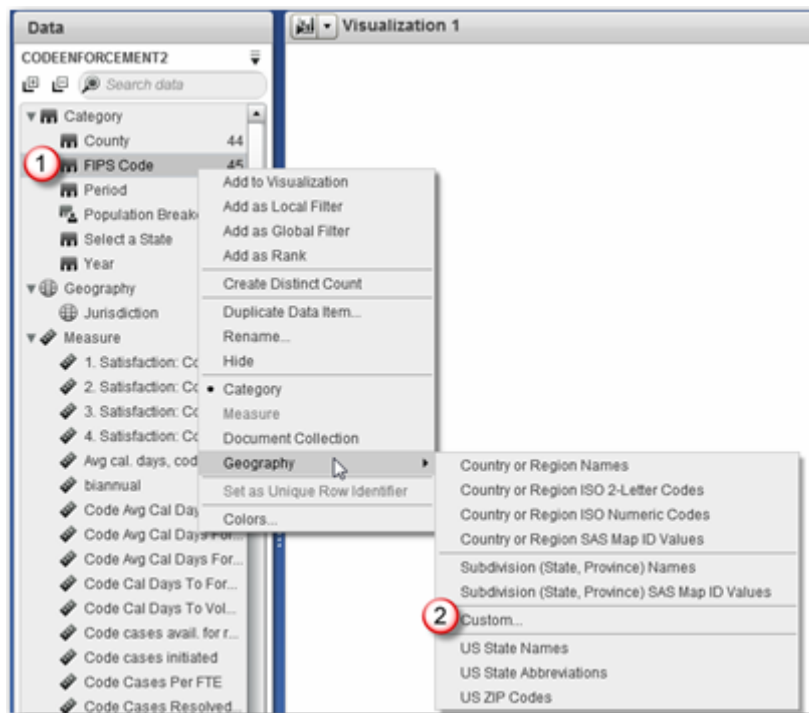 Data
CODEENFORCEMENT2
Search data
Category
County 44
1 FIPS Code 45
Period
Population Break
Select a State
Year
Geography
Jurisdiction
Measure
1. Satisfaction: Co
2. Satisfaction: Co
3. Satisfaction: Co
4. Satisfaction: Co
Avg cal. days, cod
biannual
Code Avg Cal Day
Code Avg Cal Days For...
Code Avg Cal Days For...
Code Cal Days To For...
Code Cal Days To Vol...
Code cases avail. for r...
Code cases initiated
Code Cases Per FTE
Code Cases Resolved...
Visualization 1
Add to Visualization
Add as Local Filter
Add as Global Filter
Add as Rank
Create Distinct Count
Duplicate Data Item...
Rename...
Hide
Category
Measure
Document Collection
Geography
Set as Unique Row Identifier
Colors...
Country or Region Names
Country or Region ISO 2-Letter Codes
Country or Region ISO Numeric Codes
Country or Region SAS Map ID Values
Subdivision (State, Province) Names
Subdivision (State, Province) SAS Map ID Values
2 Custom...
US State Names
US State Abbreviations
US ZIP Codes